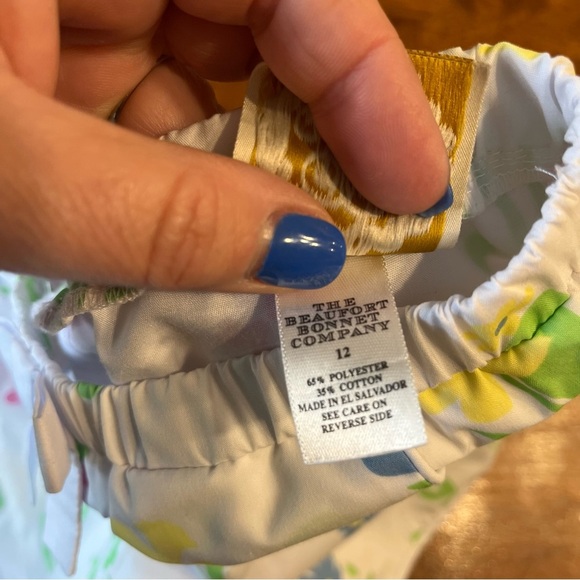 THE
BEAUFORT
BONNET
COMPANY
12
65% POLYESTER
35% COTTON
MADE IN EL SALVADOR
SEE CARE ON
REVERSE SIDE